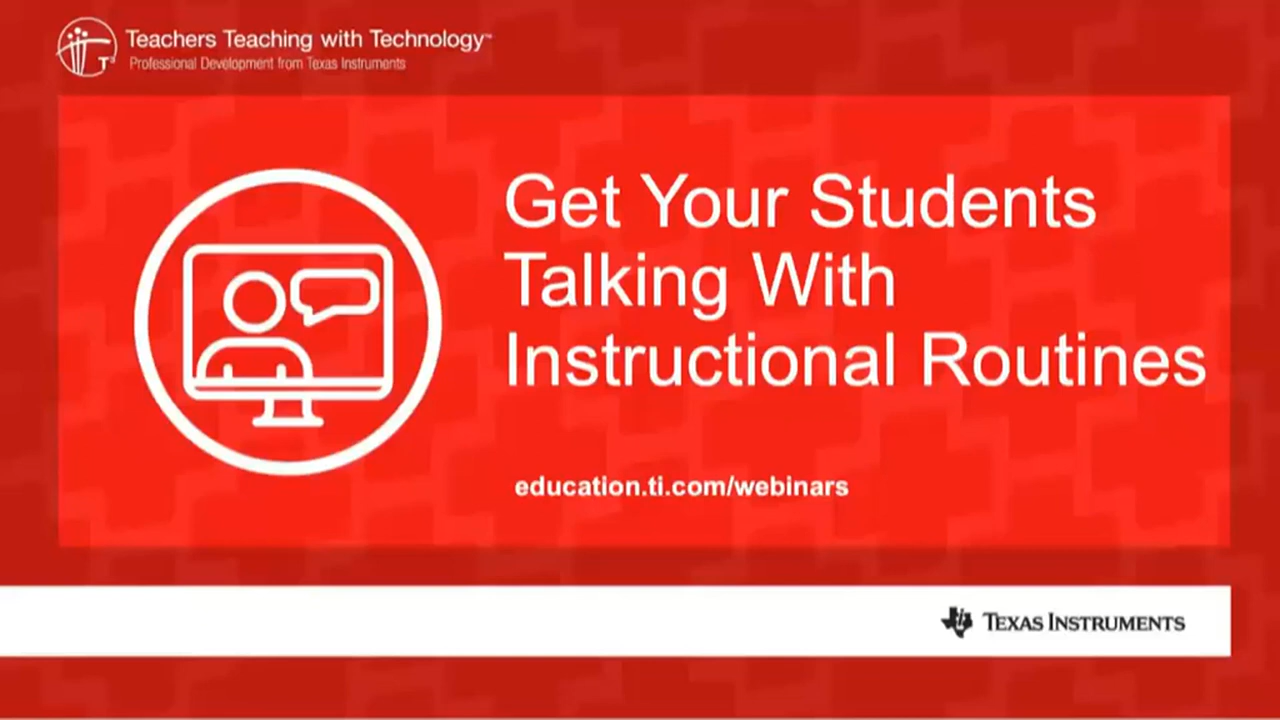 Teachers Teaching with Technology™
Professional Development from Texas Instruments
Get Your Students
Talking With
Instructional Routines
education.ti.com/webinars
TEXAS INSTRUMENTS